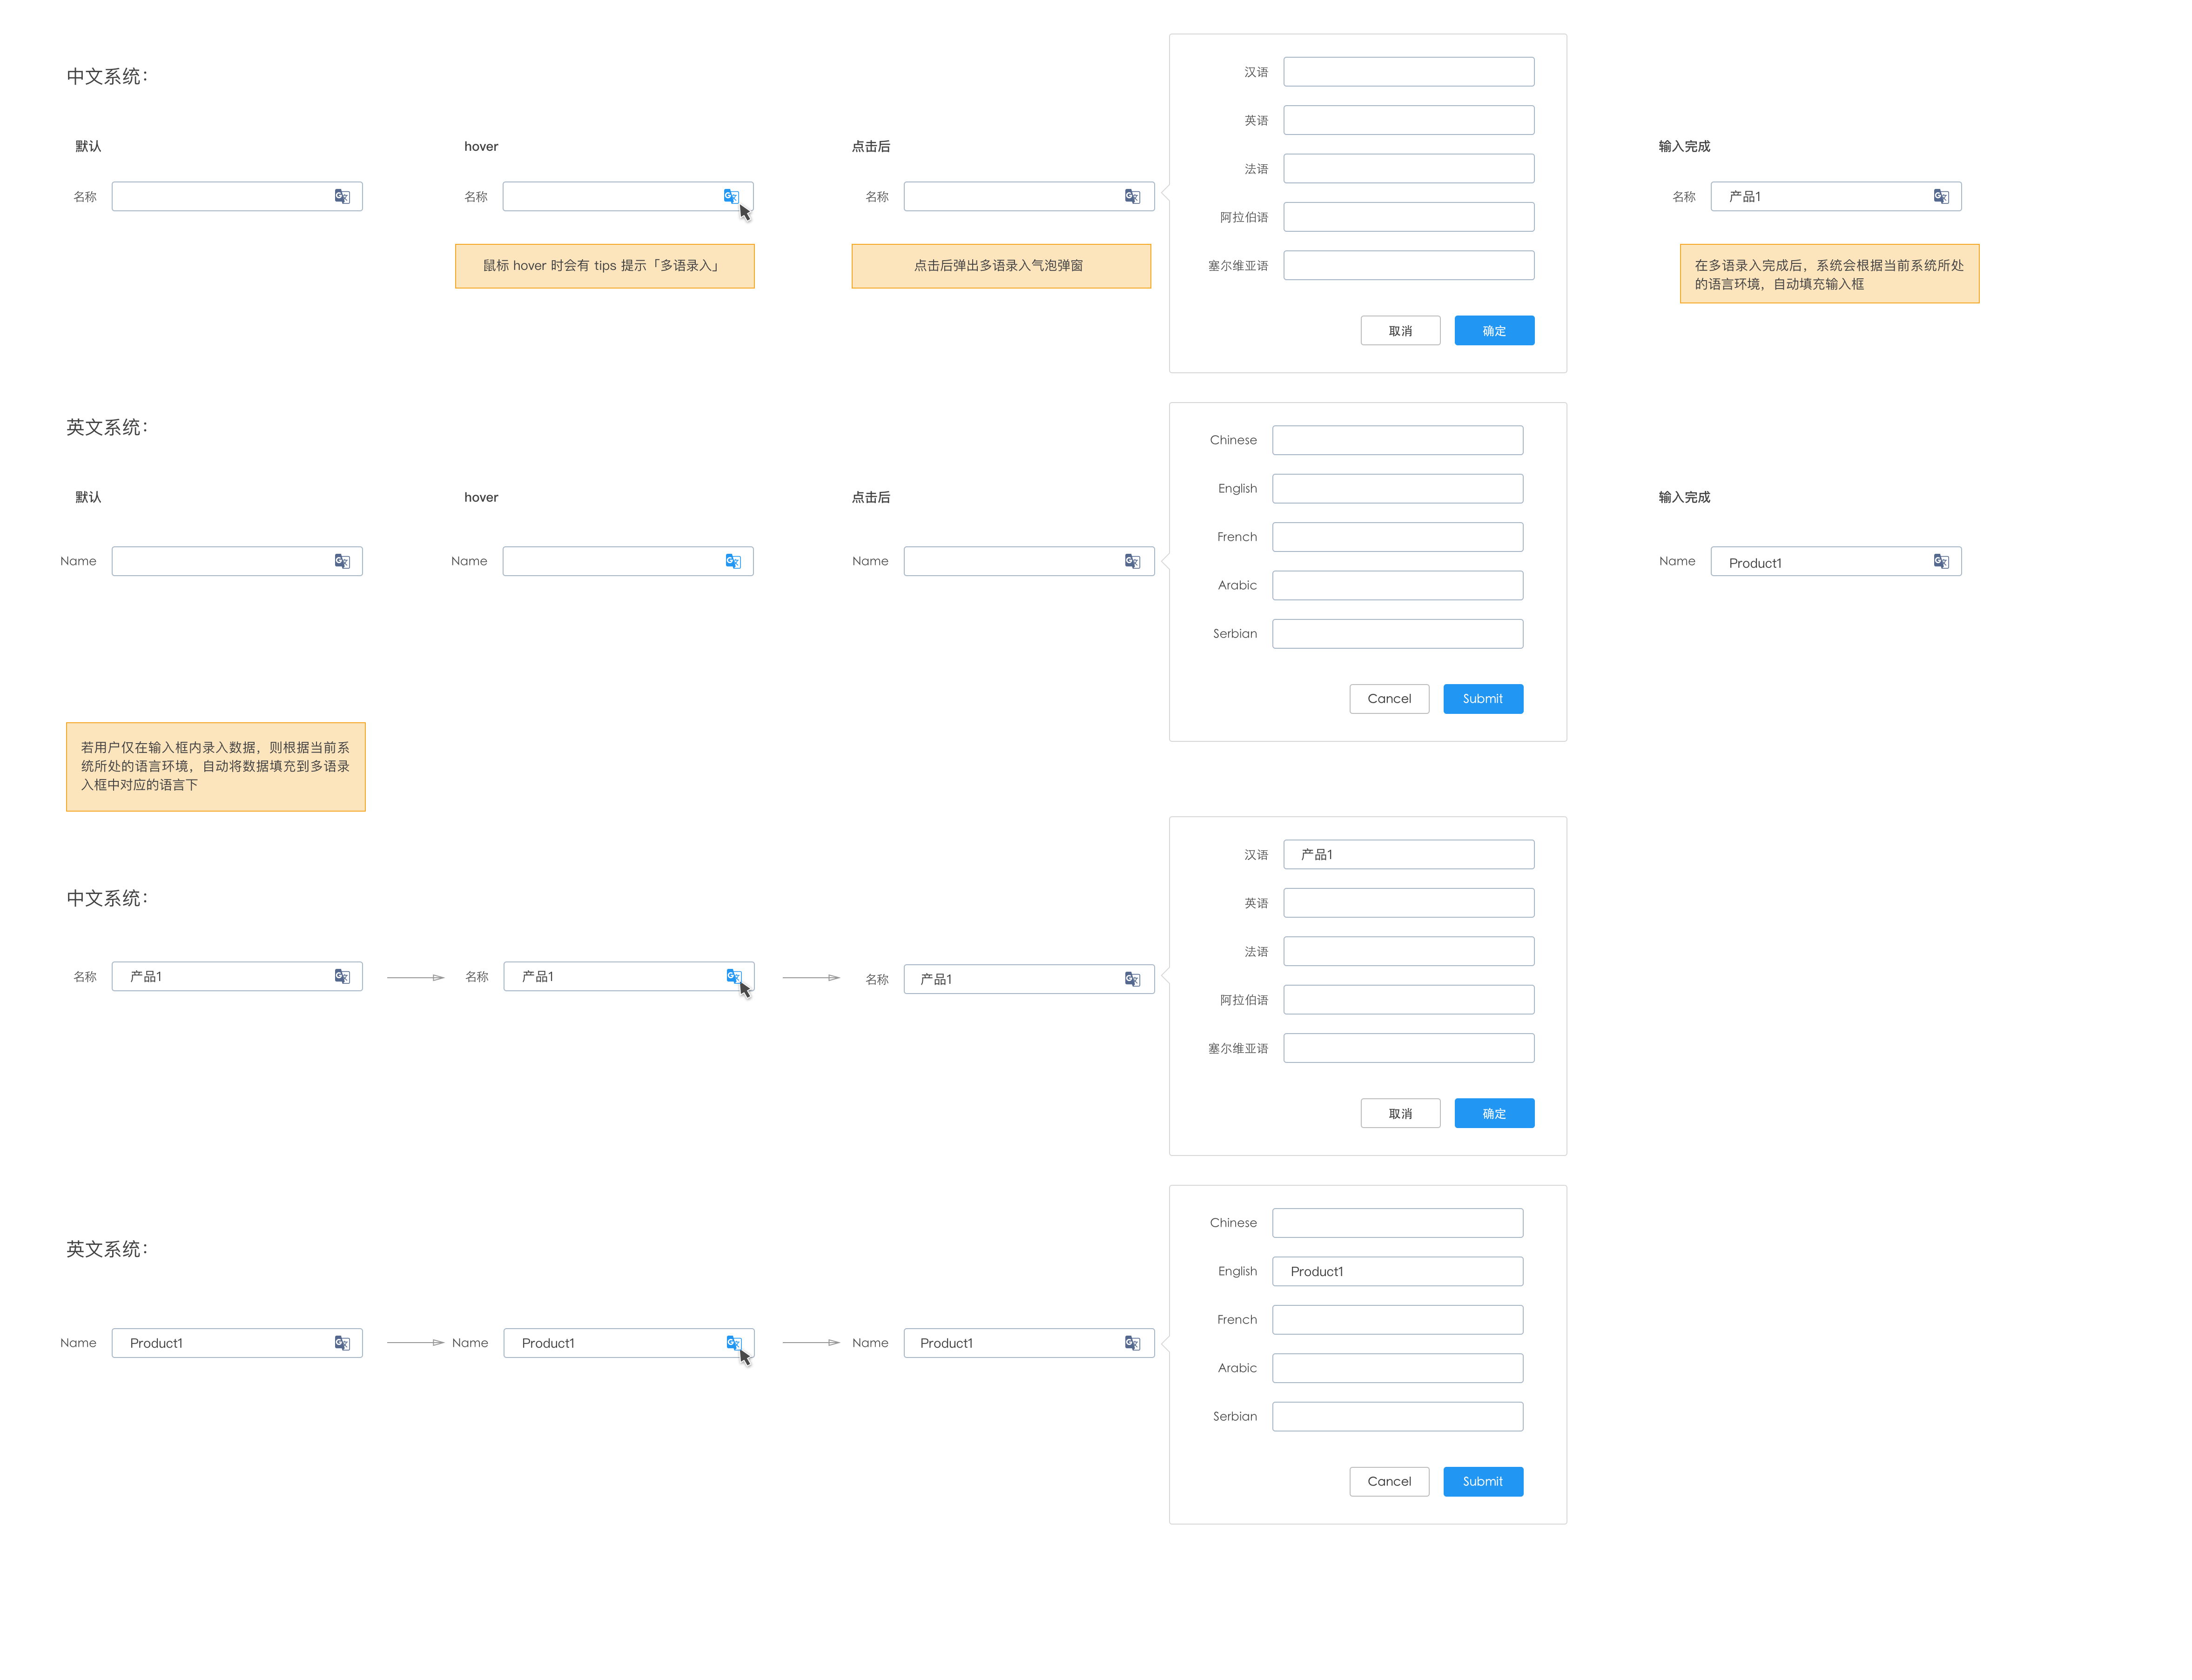 中文系统：
默认
名称
hover
名称
鼠标 hover 时会有 tips 提示「多语录入」
点击后
名称
点击后弹出多语录入气泡弹窗
汉语
英语
法语
阿拉伯语
塞尔维亚语
取消 确定
输入完成
名称 产品1
在多语录入完成后，系统会根据当前系统所处
的语言环境，自动填充输入框
英文系统：
默认
Name
hover
Name
点击后
Name
Chinese
English
French
Arabic
Serbian
Cancel Submit
输入完成
Name Product1
若用户仅在输入框内录入数据，则根据当前系
统所处的语言环境，自动将数据填充到多语录
入框中对应的语言下
中文系统：
名称 产品1
名称 产品1
名称 产品1
汉语 产品1
英语
法语
阿拉伯语
塞尔维亚语
取消 确定
英文系统：
Name Product1
Name Product1
Name Product1
Chinese
English Product1
French
Arabic
Serbian
Cancel Submit